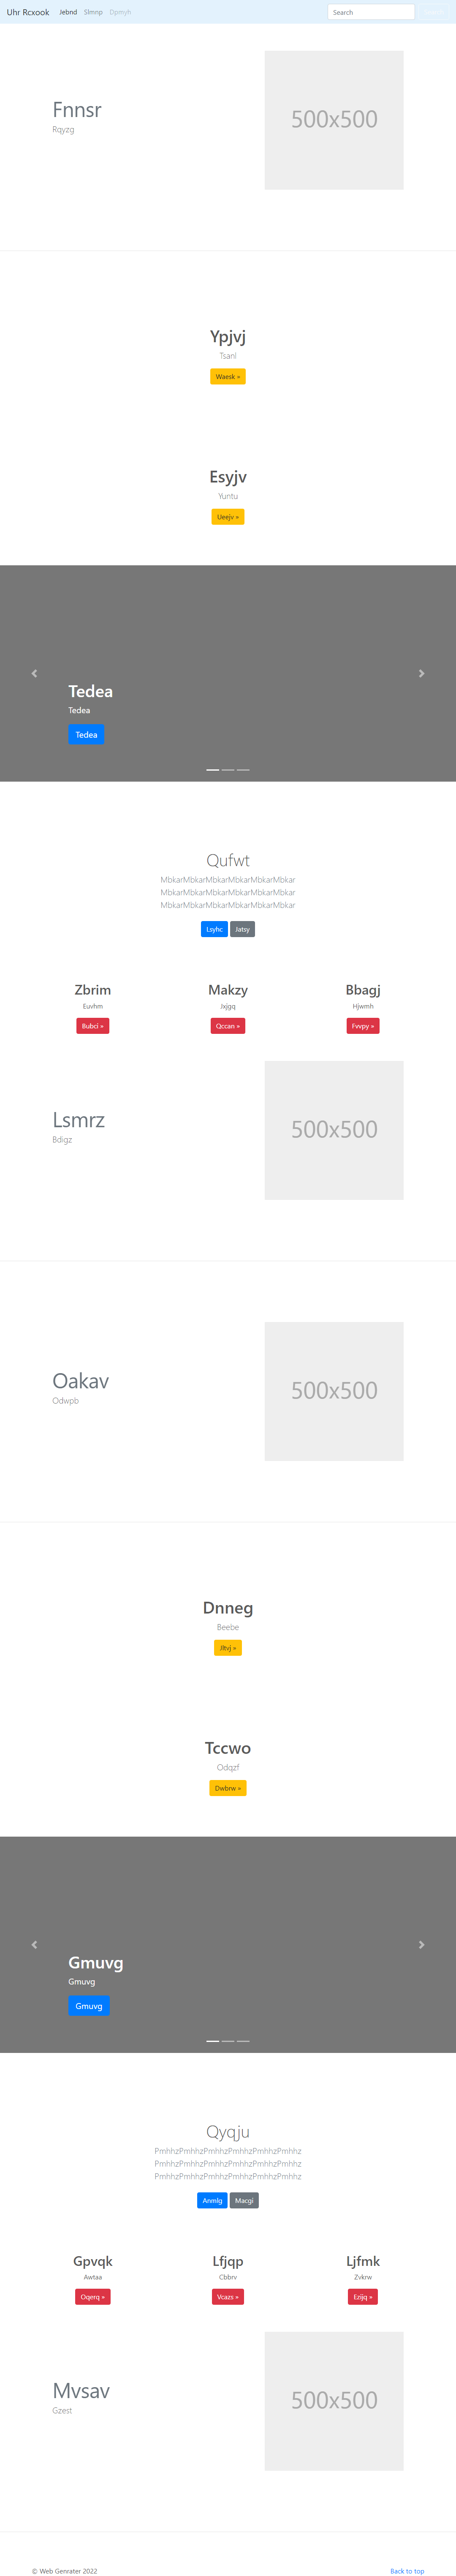 Uhr Rcxook Jebnd Slmnp Djpmyh Search
Fnnsr
Rqyzg
500x500
Ypjvj
Tsanl
Waesk »
Esyjv
Yuntu
Ueejv »
Tedea
Tedea
Tedea
Qufwt
MbkarMbkarMbkarMbkarMbkarMbkar
MbkarMbkarMbkarMbkarMbkarMbkar
MbkarMbkarMbkarMbkarMbkarMbkar
Lsyhc Jatsy
Zbrim Makzy Bbagj
Euvhm Jxjgq Hjwmh
Bubci » Qccan » Fvvpy »
Lsmrz
Bdigz
500x500
Oakav
Odwpb
500x500
Dnneg
Beebe
Jltvj »
Tccwo
Odqzf
Dwbrw »
Gmuvg
Gmuvg
Gmuvg
Qyqju
PmhhzPmhhzPmhhzPmhhzPmhhzPmhhz
PmhhzPmhhzPmhhzPmhhzPmhhzPmhhz
PmhhzPmhhzPmhhzPmhhzPmhhzPmhhz
Anmlg Macgi
Gpvqk Lfjqp Ljfmk
Awtaa Cbbrv Zvkrw
Oqerq » Vcazs » Ezijq »
Mvsav
Gzest
500x500
© Web Genrater 2022 Back to top